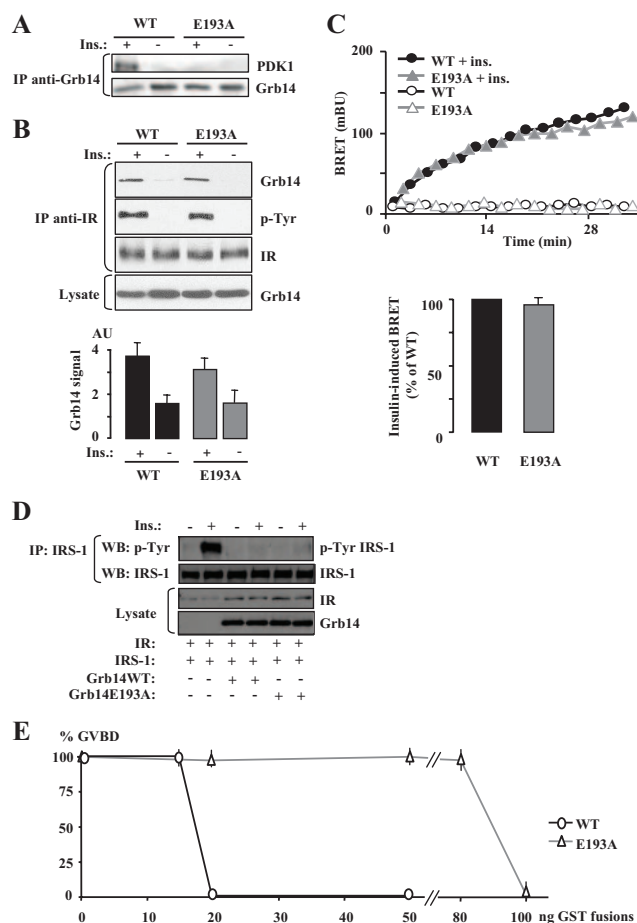 A
WT E193A
Ins.: + - + -
IP anti-Grb14
PDK1
Grb14
B
WT E193A
Ins.: + - + -
IP anti-IR
Grb14
p-Tyr
IR
Lysate
Grb14
AU
Grb14 signal
4
2
0
Ins.: + - + -
WT E193A
C
200
100
50
0
BRET (mBU)
WT + ins.
E193A + ins.
WT
E193A
14 28
Time (min)
Insulin-induced BRET
(% of WT)
100
50
0
WT E193A
D
Ins.: - + - + - +
IP: IRS-1
WB: p-Tyr
p-Tyr IRS-1
WB: IRS-1
IRS-1
Lysate
IR
Grb14
IR: + + + + + +
IRS-1: + + + + + +
Grb14WT: - - + + - -
Grb14E193A: - - - - + +
E
% GVBD
100
75
50
25
0
0 10 20 30 40 50 80 100 ng GST fusions
WT
E193A